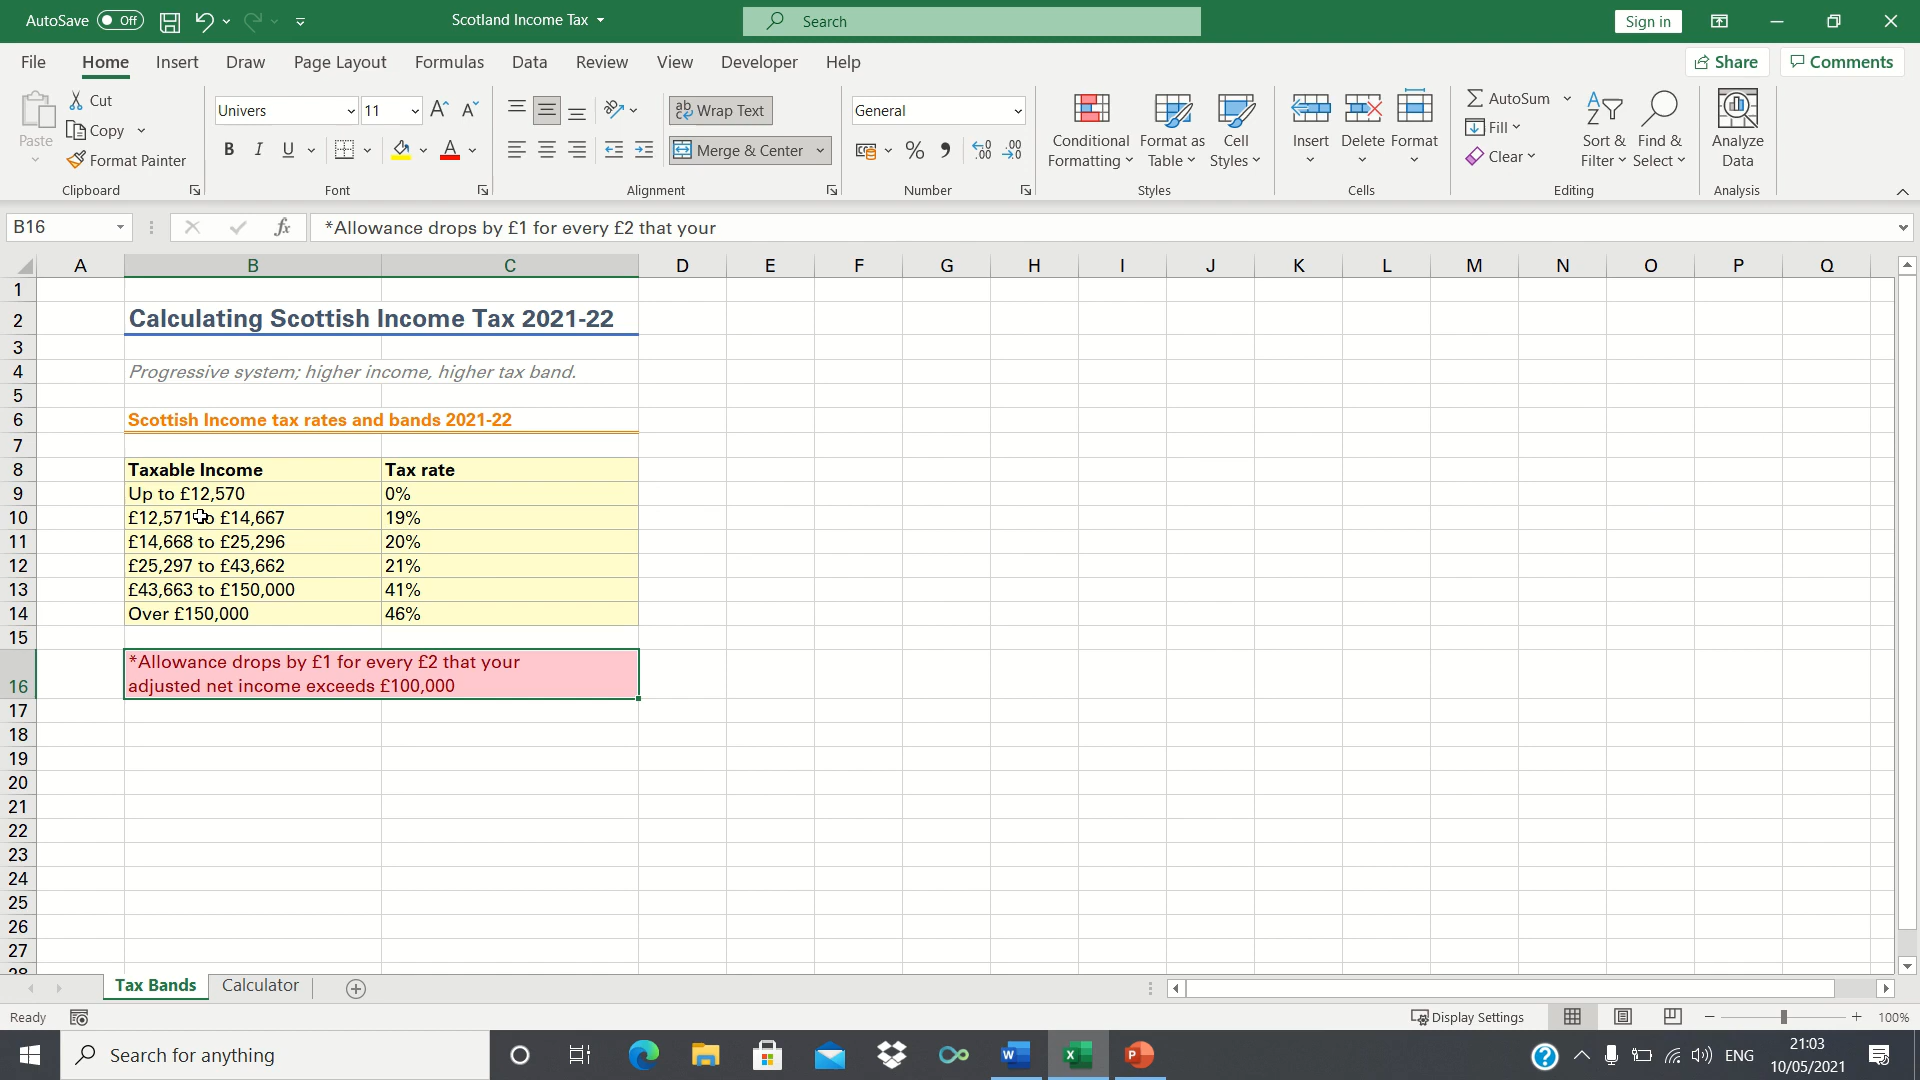 AutoSave Off Scotland Income Tax Search Sign in
File Home Insert Draw Page Layout Formulas Data Review View Developer Help Share Comments
Paste Cut Copy Format Painter Clipboard
Univers 11 B I U A Font
ab Wrap Text Merge & Center Alignment
General % Number
Conditional Formatting Format as Table Cell Styles Styles
Insert Delete Format Cells
AutoSum Fill Clear Sort & Filter Find & Select Editing
Analyze Data Analysis
B16 fx *Allowance drops by £1 for every £2 that your
A B C D E F G H I J K L M N O P Q
1
2 Calculating Scottish Income Tax 2021-22
3
4 Progressive system; higher income, higher tax band.
5
6 Scottish Income tax rates and bands 2021-22
7
8 Taxable Income Tax rate
9 Up to £12,570 0%
10 £12,571 to £14,667 19%
11 £14,668 to £25,296 20%
12 £25,297 to £43,662 21%
13 £43,663 to £150,000 41%
14 Over £150,000 46%
15
*Allowance drops by £1 for every £2 that your
16 adjusted net income exceeds £100,000
17
18
19
20
21
22
23
24
25
26
27
28
Tax Bands Calculator
Ready Display Settings 100%
Search for anything ENG 21:03
10/05/2021